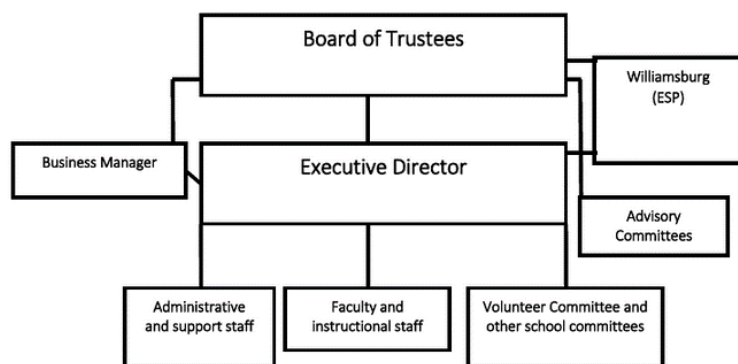 Board of Trustees
Williamsburg
(ESP)
Business Manager
Executive Director
Advisory
Committees
Administrative
and support staff
Faculty and
instructional staff
Volunteer Committee and
other school committees